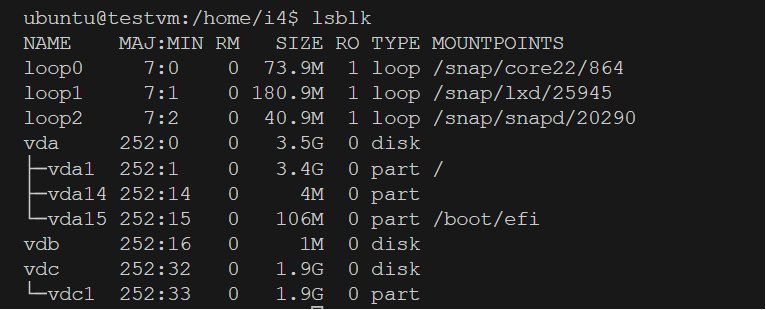 ubuntu@testvm:/home/i4$ lsblk
NAME    MAJ:MIN RM   SIZE RO TYPE MOUNTPOINTS
loop0     7:0    0  73.9M  1 loop /snap/core22/864
loop1     7:1    0 180.9M  1 loop /snap/lxd/25945
loop2     7:2    0  40.9M  1 loop /snap/snapd/20290
vda     252:0    0   3.5G  0 disk
├─vda1  252:1    0   3.4G  0 part /
├─vda14 252:14   0     4M  0 part
└─vda15 252:15   0   106M  0 part /boot/efi
vdb     252:16   0     1M  0 disk
vdc     252:32   0   1.9G  0 disk
└─vdc1  252:33   0   1.9G  0 part